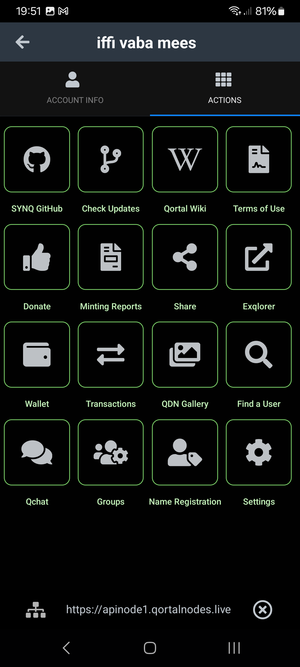 19:51 81%
iffi vaba mees
ACCOUNT INFO ACTIONS
SYNQ GitHub Check Updates Qortal Wiki Terms of Use
Donate Minting Reports Share Exqlorer
Wallet Transactions QDN Gallery Find a User
Qchat Groups Name Registration Settings
https://apinode1.qortalnodes.live